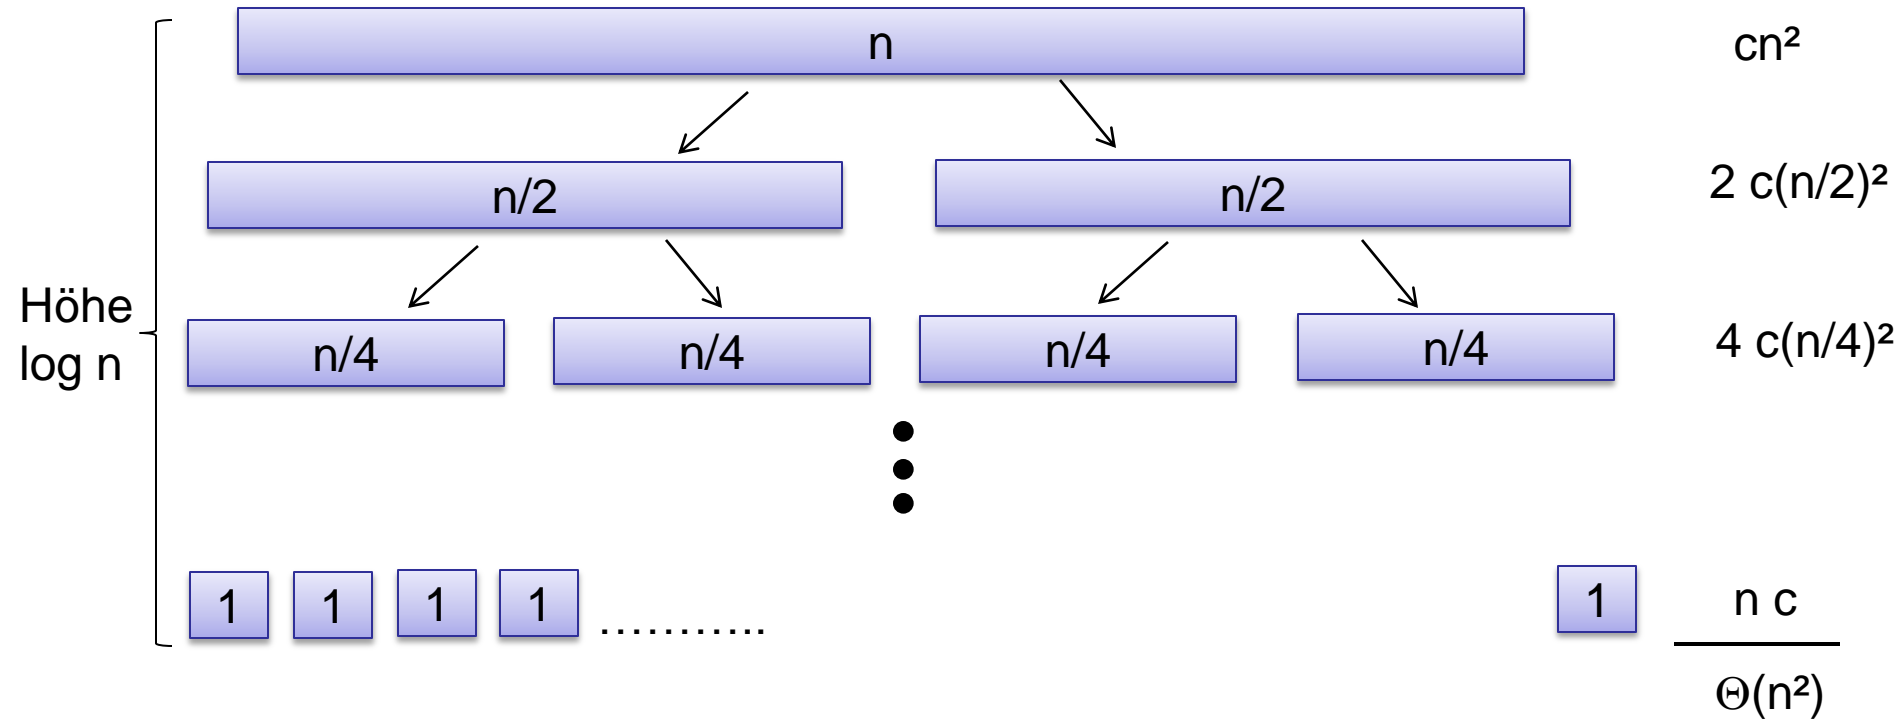 n cn²
n/2 n/2 2 c(n/2)²
Höhe
log n
n/4 n/4 n/4 n/4 4 c(n/4)²
1 1 1 1 ……….. 1 n c
Θ(n²)